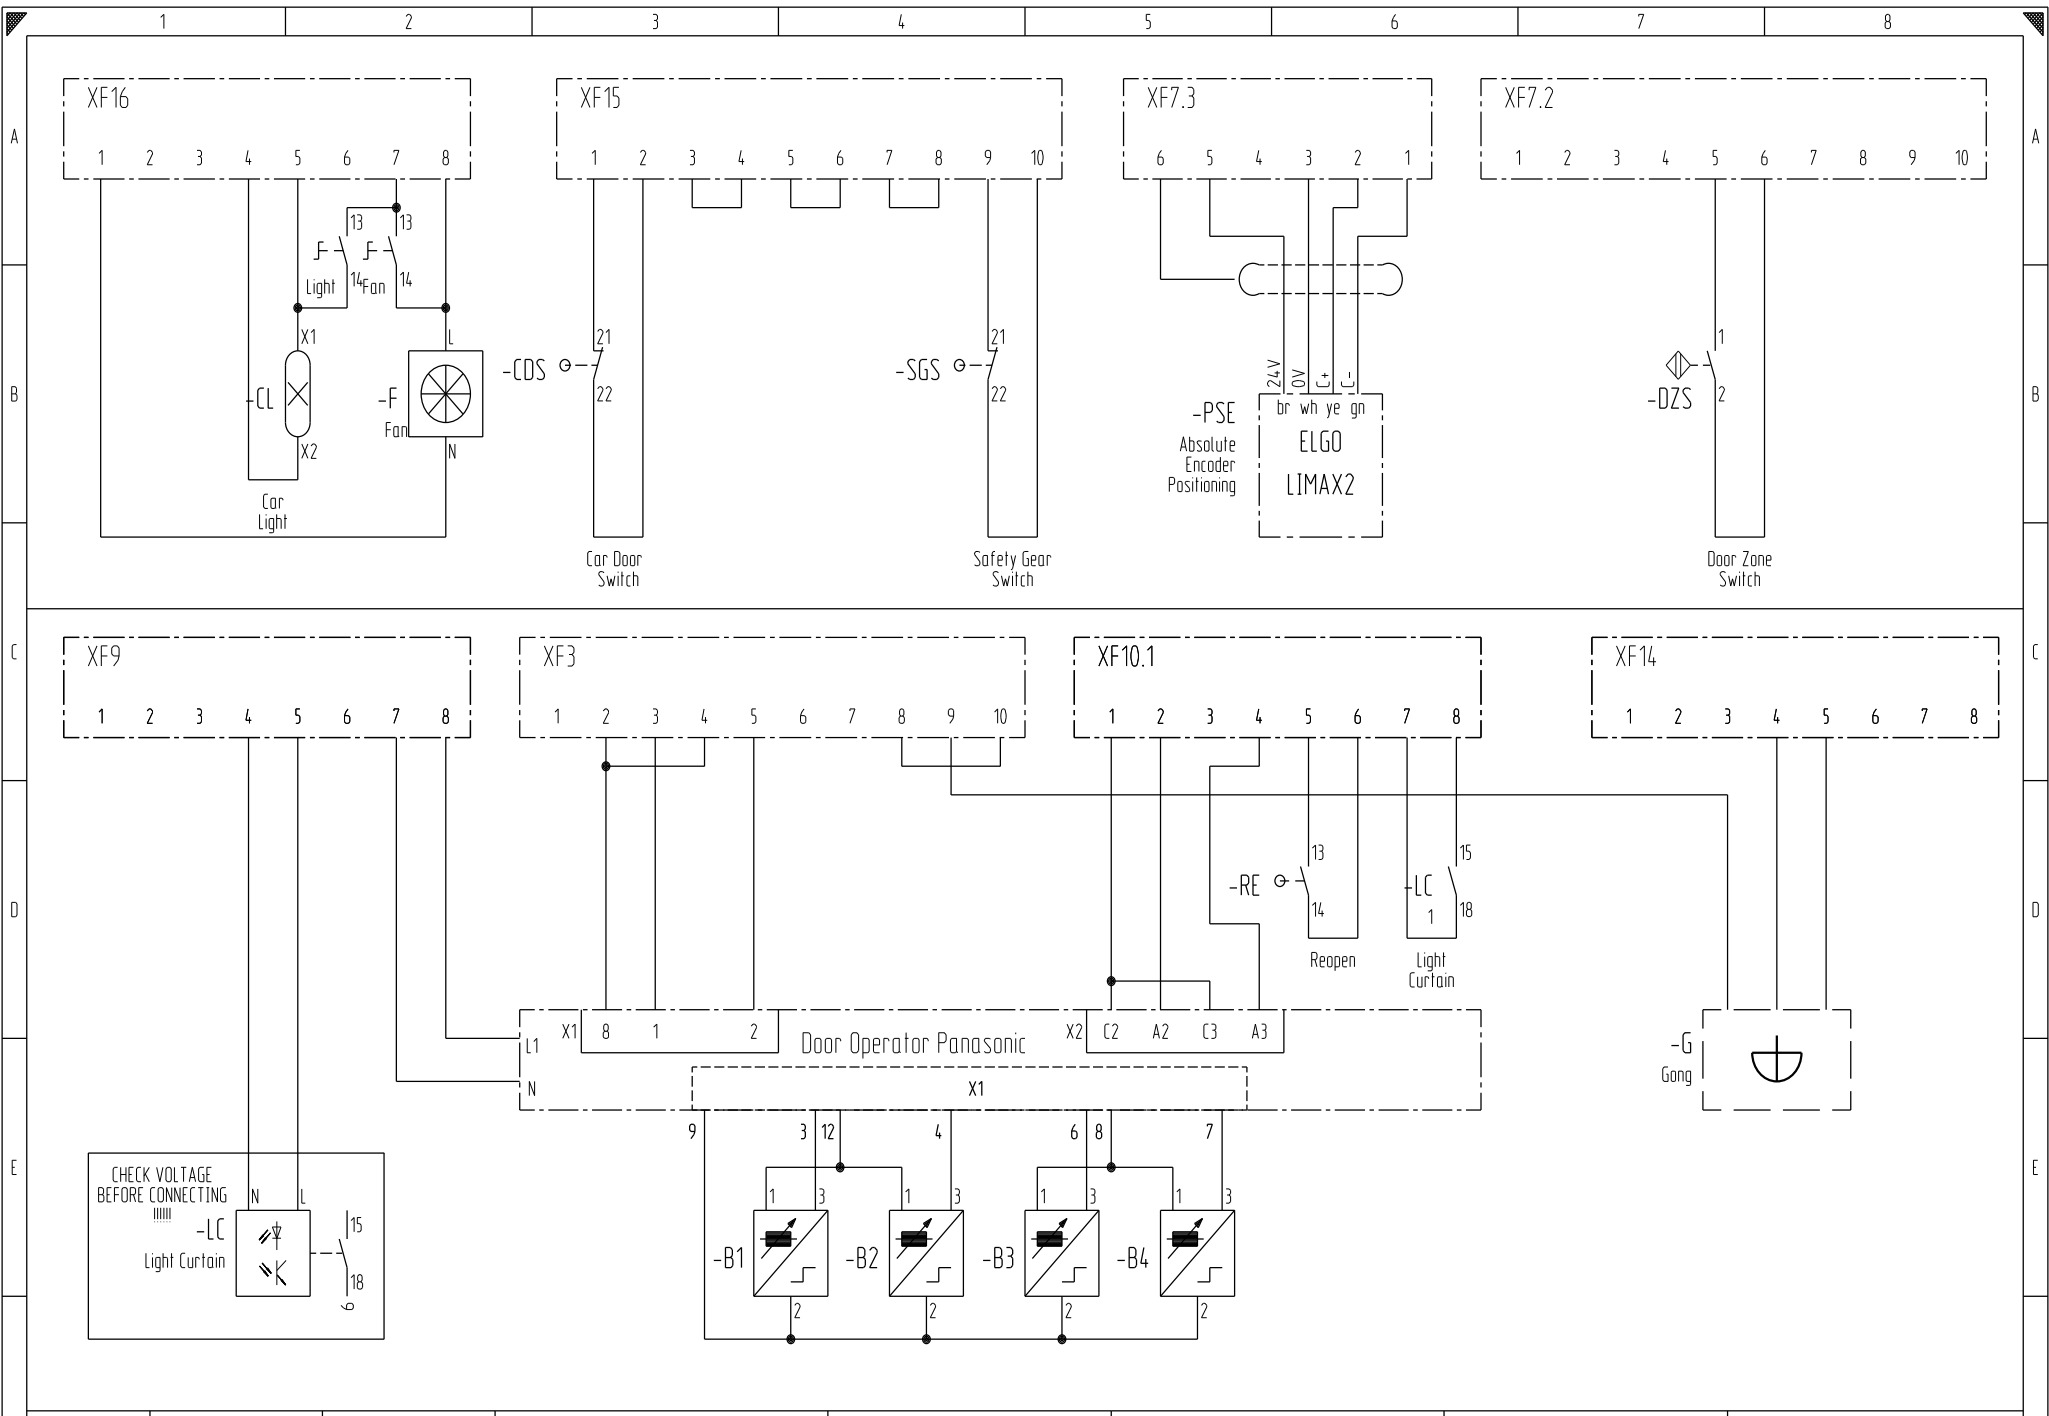 1 2 3 4 5 6 7 8
A A
XF16 XF15 XF7.3 XF7.2
1 2 3 4 5 6 7 8
1 2 3 4 5 6 7 8 9 10
6 5 4 3 2 1
1 2 3 4 5 6 7 8 9 10
13 13
14 14
Light Fan
X1 L
-CL -F
Fan
X2 N
Car
Light
21
-CDS
22
Car Door
Switch
21
-SGS
22
Safety Gear
Switch
24V 0V C+ C-
br wh ye gn
-PSE
Absolute
Encoder
Positioning
ELGO
LIMAX2
1
-DZS
2
Door Zone
Switch
B B
C C
XF9 XF3 XF10.1 XF14
1 2 3 4 5 6 7 8
1 2 3 4 5 6 7 8 9 10
1 2 3 4 5 6 7 8
1 2 3 4 5 6 7 8
13 15
-RE -LC
1
14 18
Reopen
Light
Curtain
D D
L1 X1 8 1 2
Door Operator Panasonic
X2 C2 A2 C3 A3
N
X1
-G
Gong
9 3 12 4 6 8 7
E E
CHECK VOLTAGE
BEFORE CONNECTING
!!!!!!
N L
-LC
Light Curtain
15
18
6
1 3 1 3 1 3 1 3
-B1 -B2 -B3 -B4
2 2 2 2